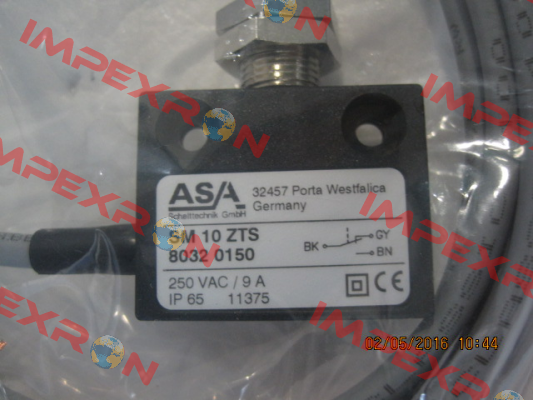 IMPEXRON
IMPEXRON
IMPEXRON
IMPEXRON
IMPEXRON
ASA
Schalttechnik GmbH
32457 Porta Westfalica
Germany
SM 10 ZTS
8032 0150
BK
GY
BN
250 VAC / 9 A
IP 65 11375
CE
02/05/2016 10:44